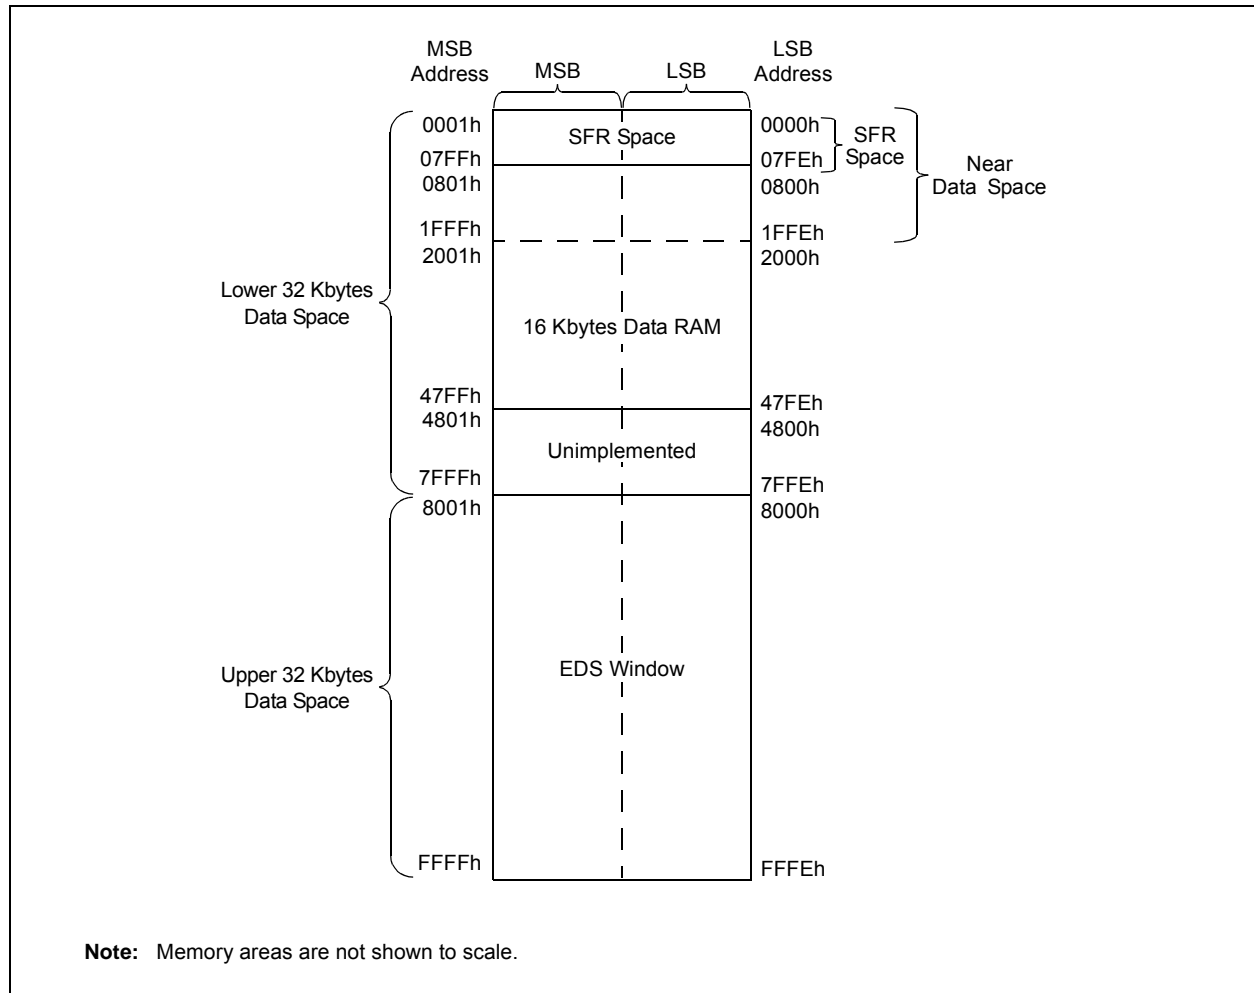 MSB
Address
MSB
LSB
LSB
Address
0001h
SFR Space
0000h
SFR
Space
07FFh
07FEh
0801h
0800h
Near
Data Space
1FFFh
1FFEh
2001h
2000h
Lower 32 Kbytes
Data Space
16 Kbytes Data RAM
47FFh
47FEh
4801h
4800h
Unimplemented
7FFFh
7FFEh
8001h
8000h
Upper 32 Kbytes
Data Space
EDS Window
FFFFh
FFFEh
Note: Memory areas are not shown to scale.